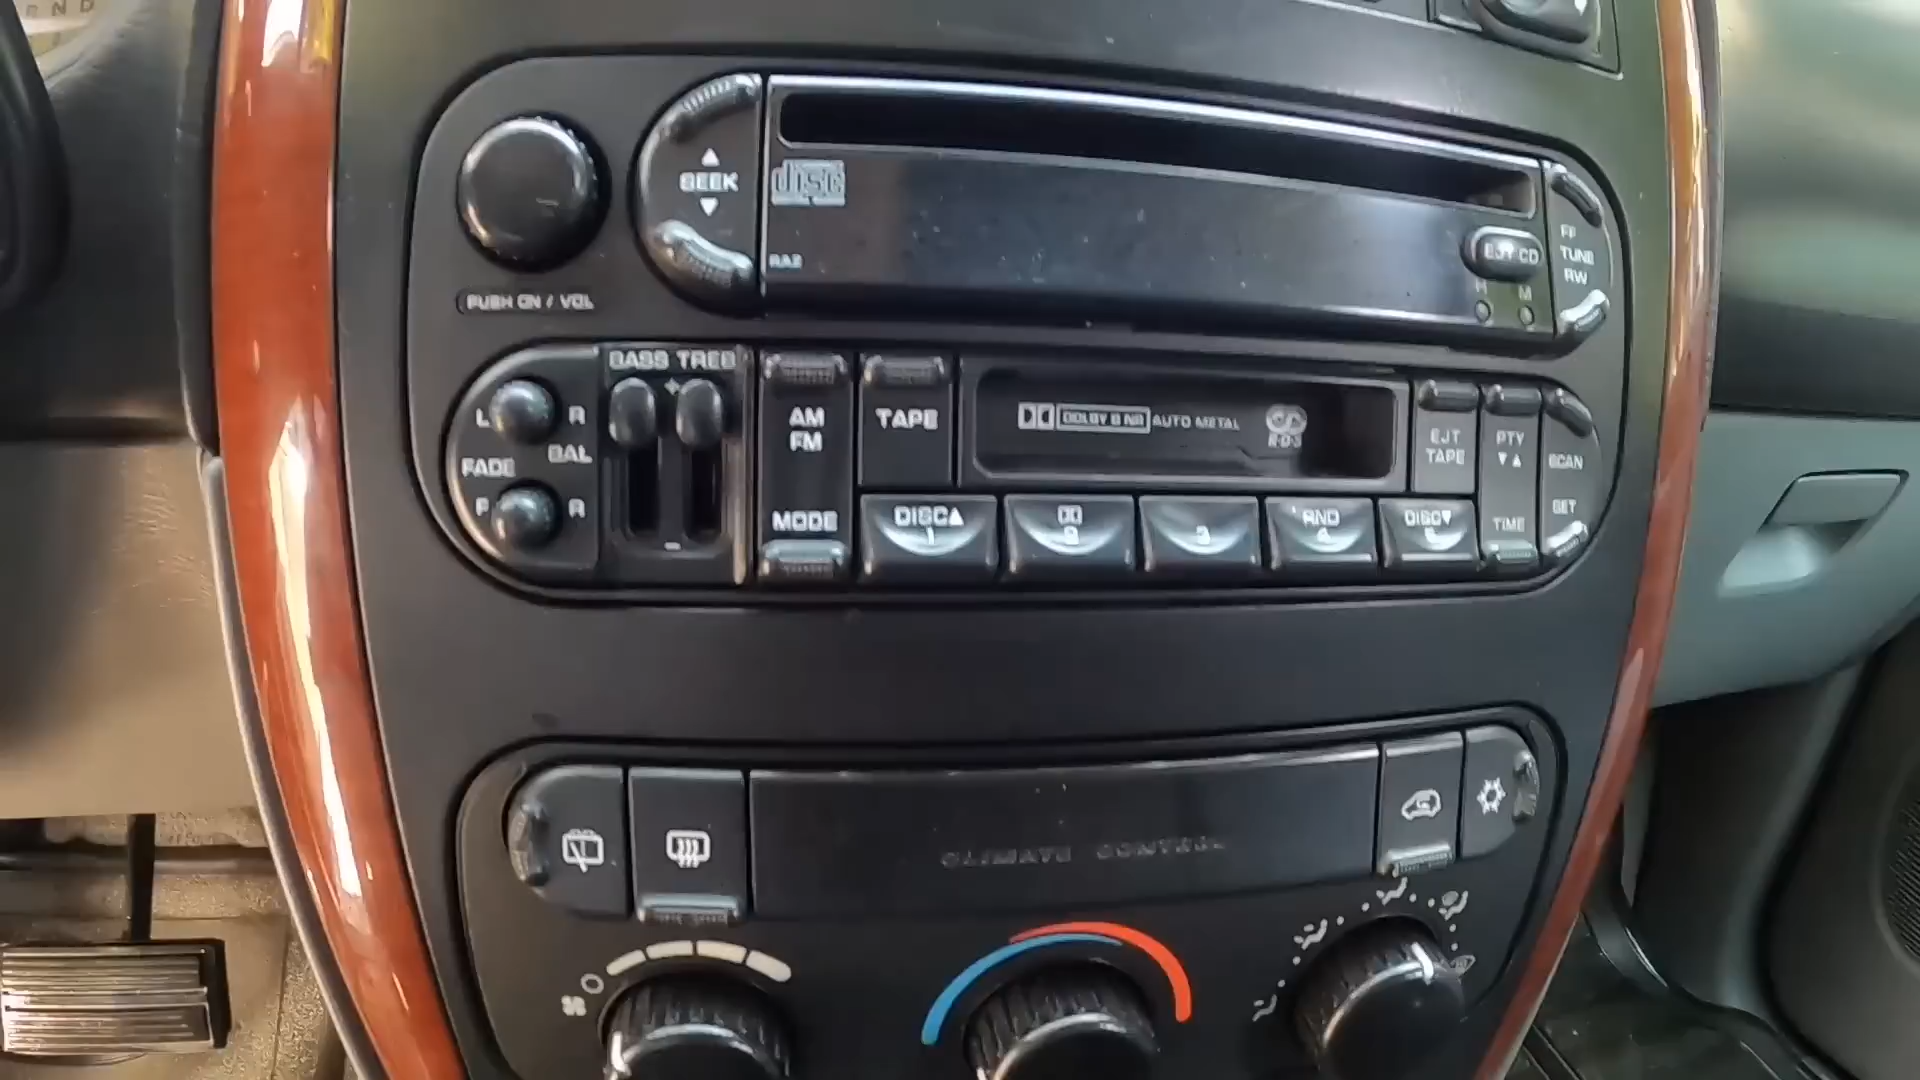 R N D
SEEK
disc
RAZ
EJT CD
R M
FF
TUNE
RW
PUSH ON / VOL
BASS TREB
L R
BAL
FADE
F R
AM
FM
MODE
TAPE
DOLBY B NR AUTO METAL
R·D·S
EJT
TAPE
PTY
TIME
SCAN
SET
DISC▲
1
2
3
RND
4
DISC▼
5
CLIMATE CONTROL